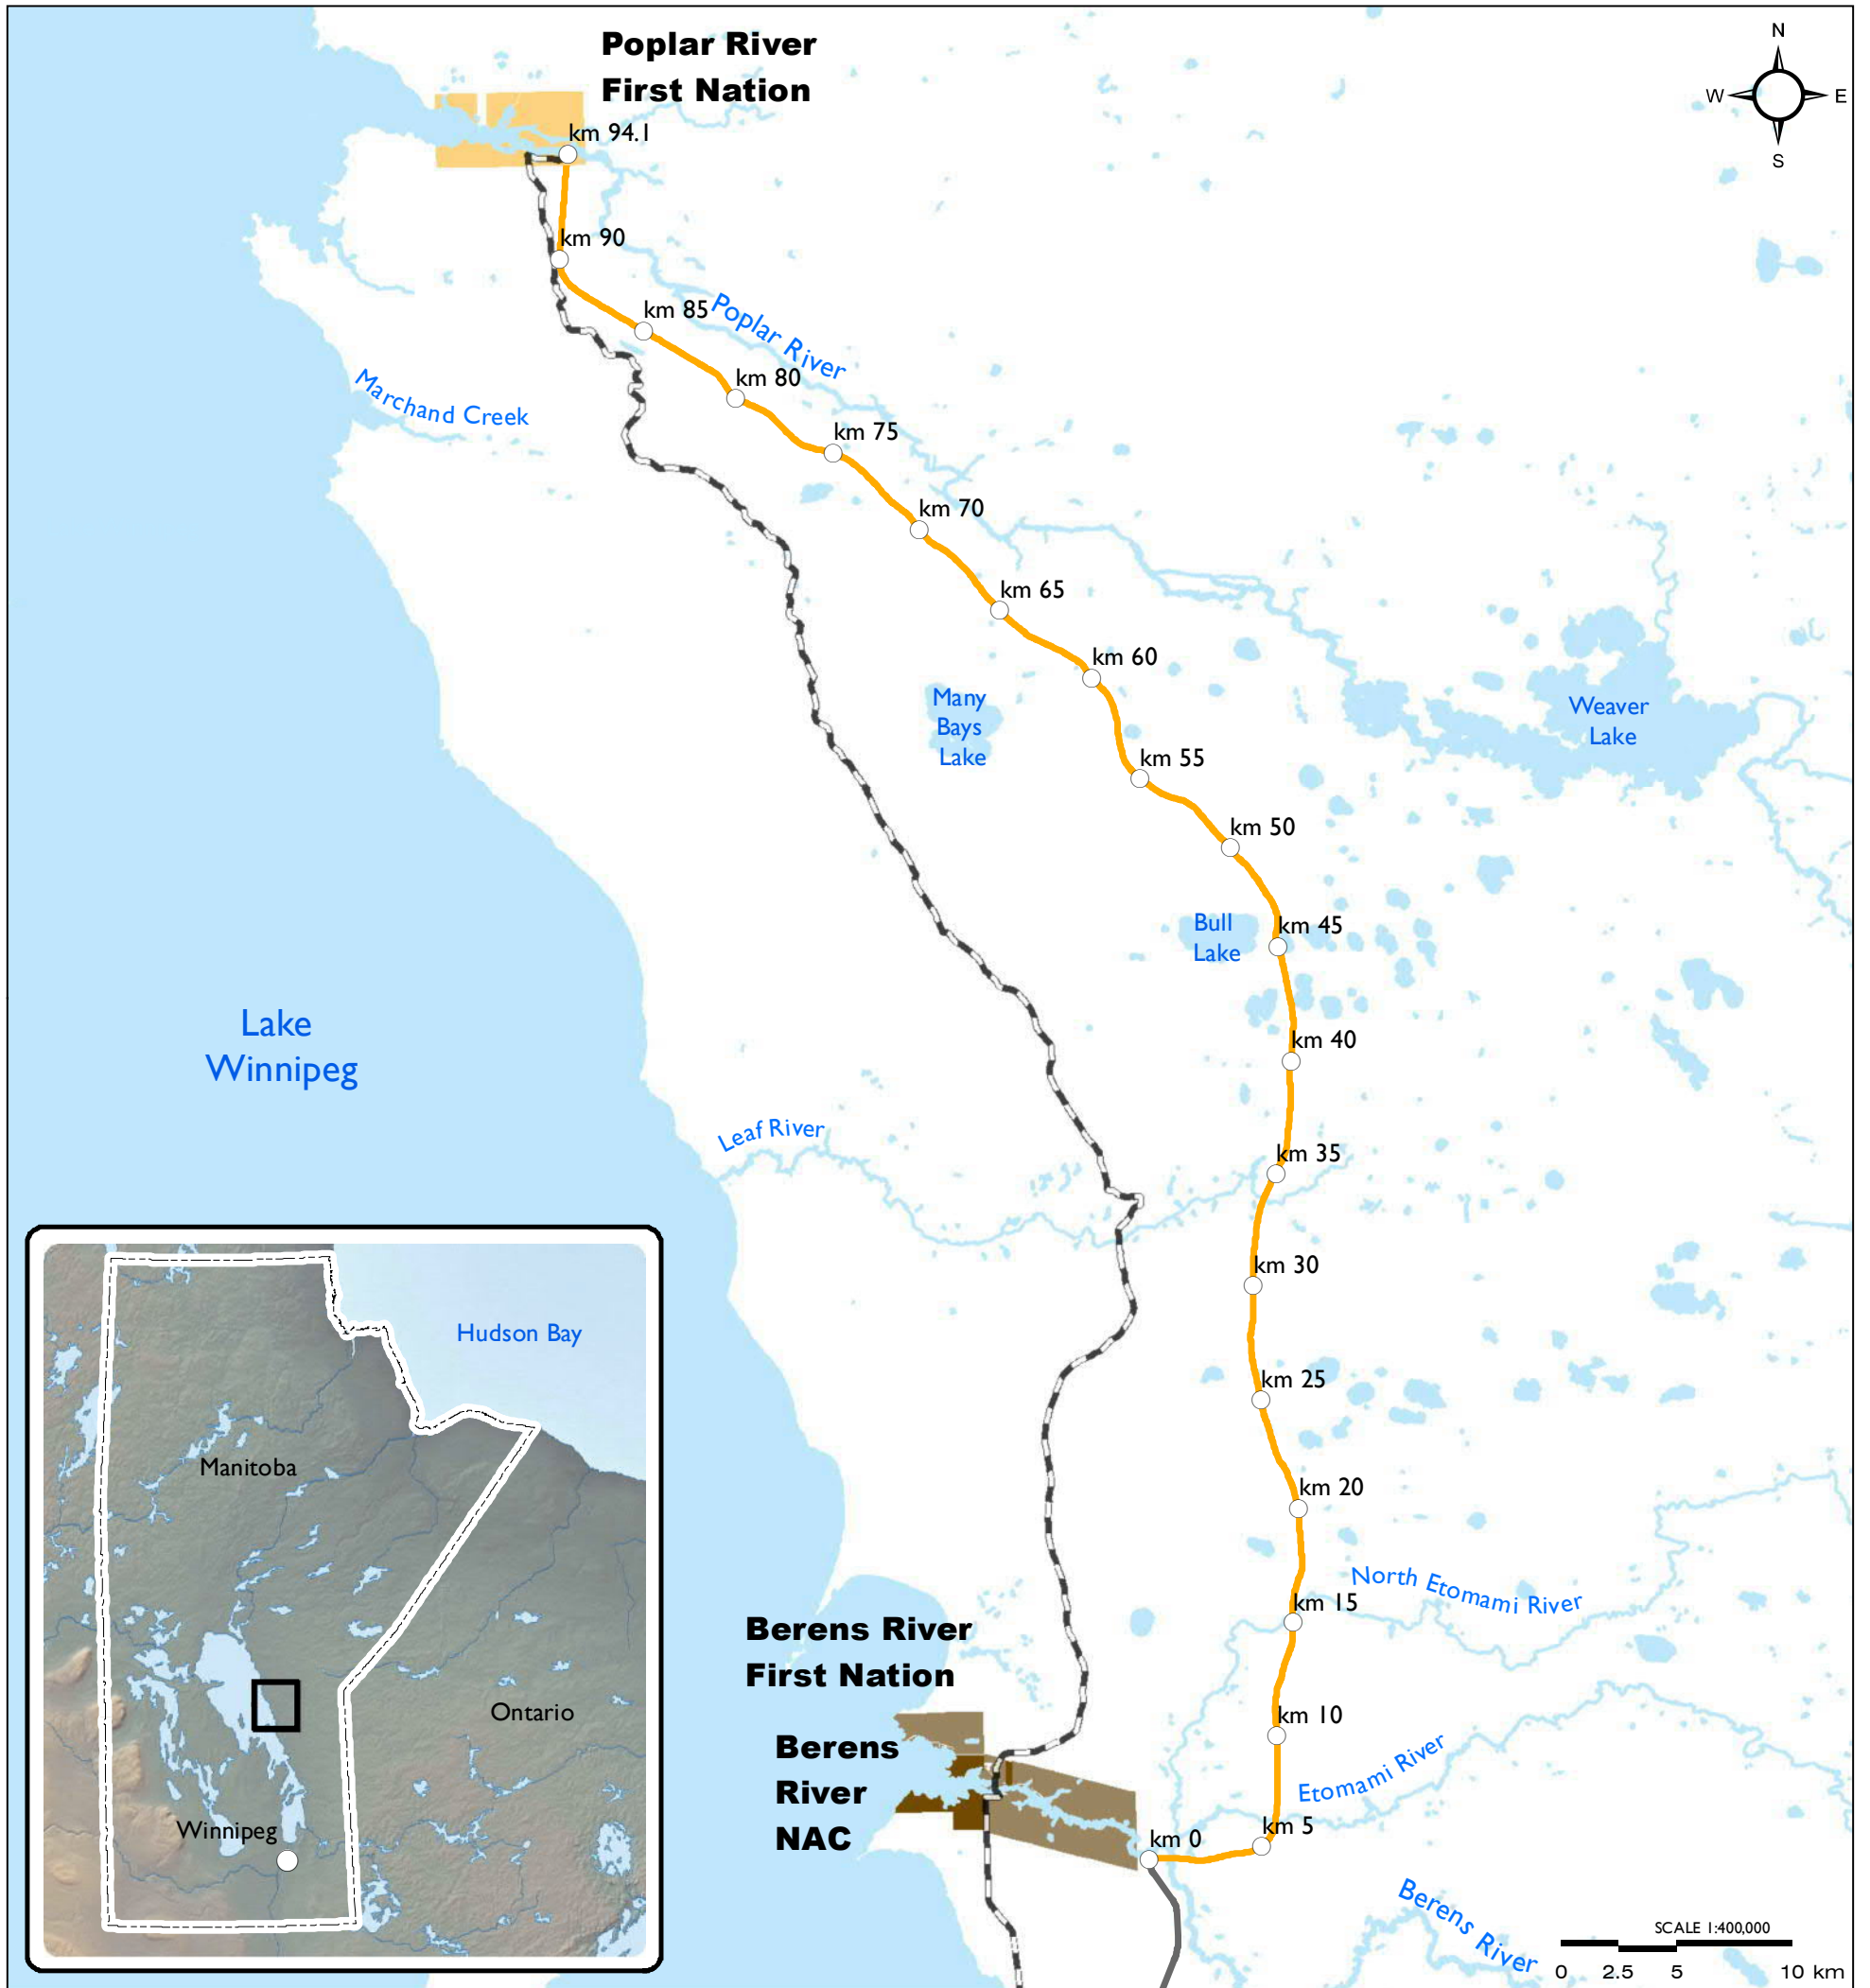 Poplar River
First Nation
N
W
E
S
km 94.1
km 90
km 85
Poplar River
km 80
Marchand Creek
km 75
km 70
km 65
km 60
Many
Bays
Lake
Weaver
Lake
km 55
km 50
Bull
Lake
km 45
Lake
Winnipeg
km 40
Leaf River
km 35
km 30
Hudson Bay
km 25
Manitoba
km 20
North Etomami River
km 15
Berens River
First Nation
Ontario
km 10
Berens
River
NAC
Etomami River
Winnipeg
km 5
km 0
Berens River
SCALE 1:400,000
0 2.5 5 10 km